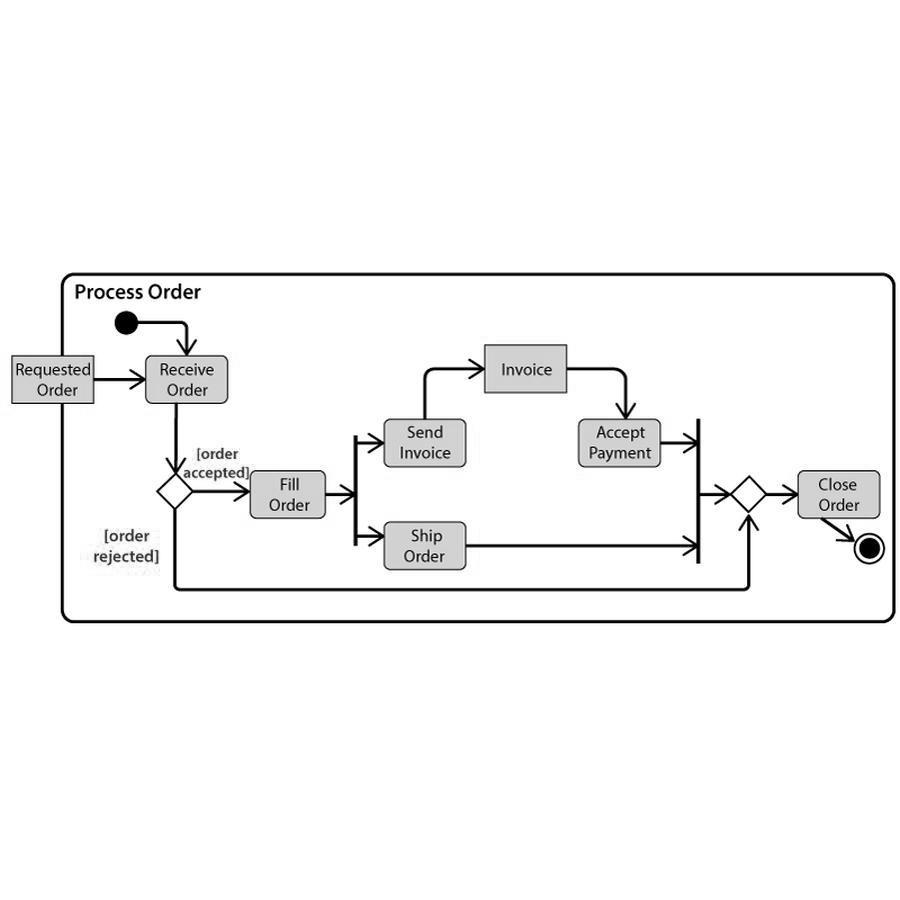 Process Order
Requested
Order
Receive
Order
[order
accepted]
[order
rejected]
Fill
Order
Send
Invoice
Invoice
Accept
Payment
Ship
Order
Close
Order